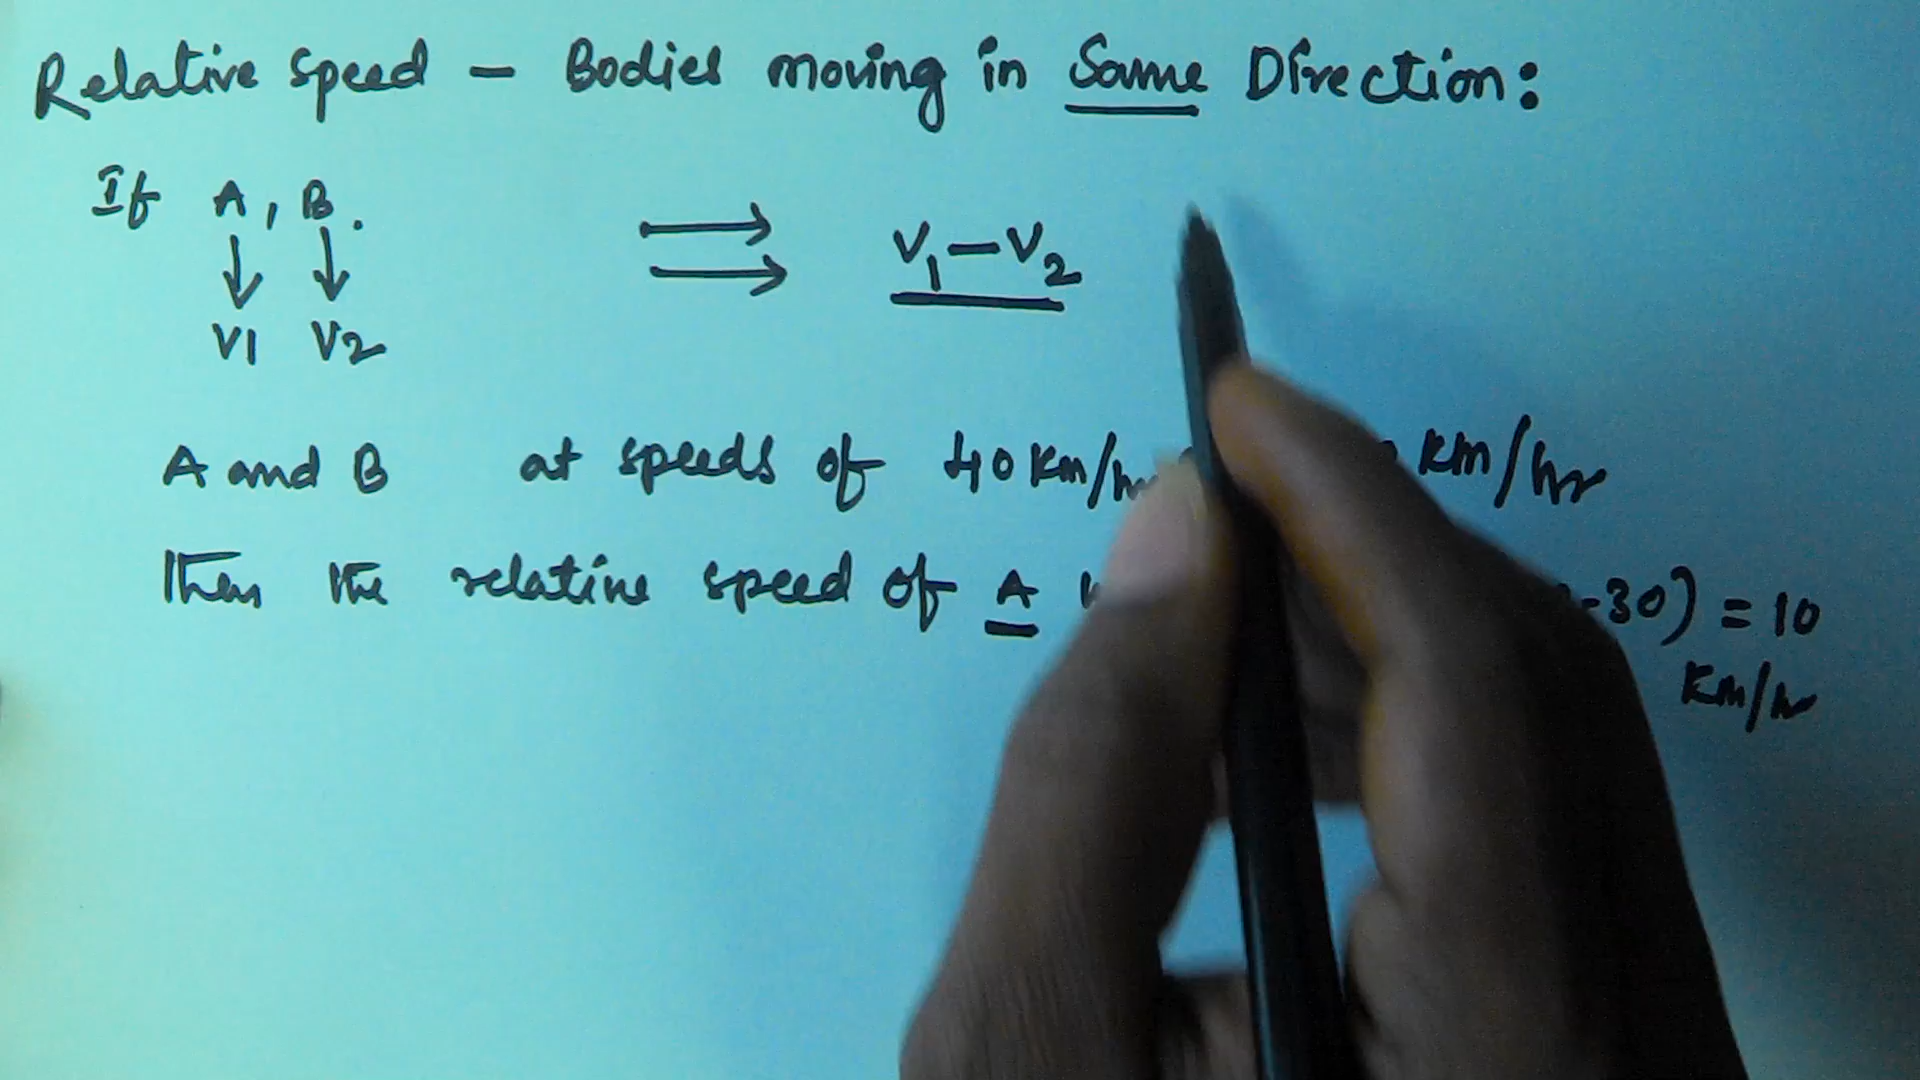 Relative speed - Bodies moving in Same Direction:
If A, B.
V1 V2
V1-V2
A and B at speeds of 40 Km/hr Km/hr
Then the relative speed of A -30) = 10
Km/hr